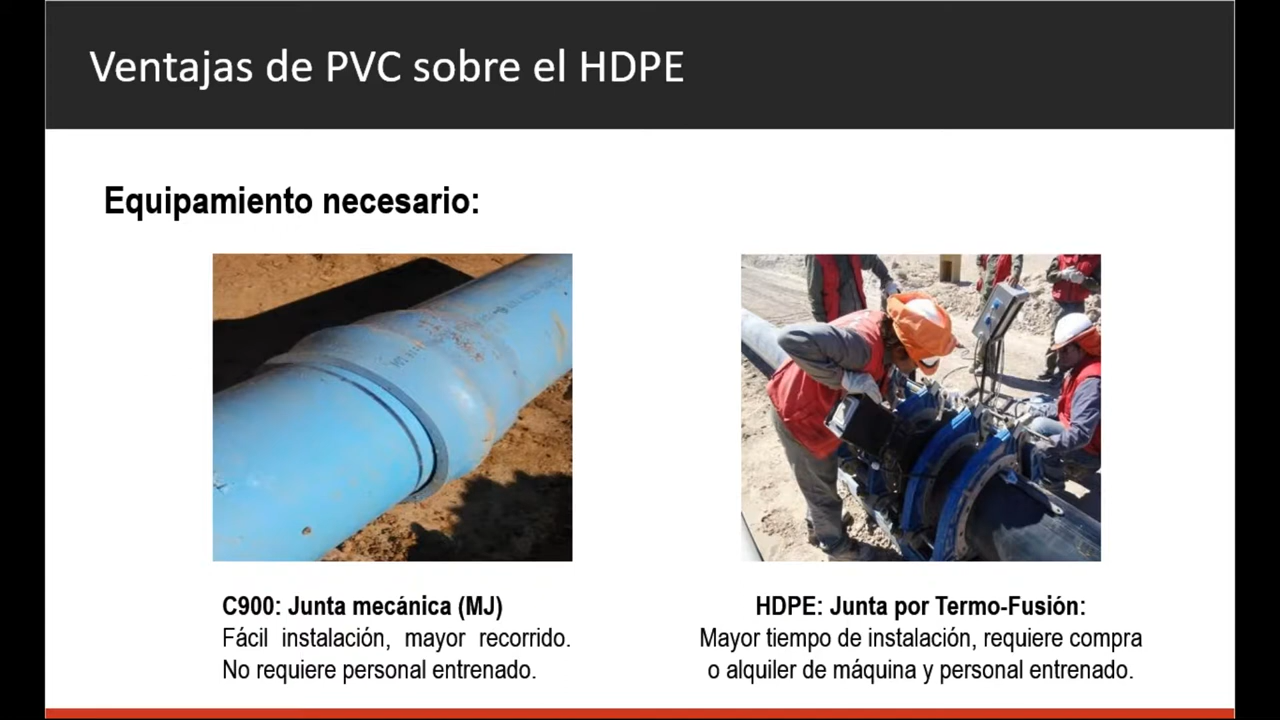 Ventajas de PVC sobre el HDPE
Equipamiento necesario:
C900: Junta mecánica (MJ)
Fácil instalación, mayor recorrido.
No requiere personal entrenado.
HDPE: Junta por Termo-Fusión:
Mayor tiempo de instalación, requiere compra
o alquiler de máquina y personal entrenado.